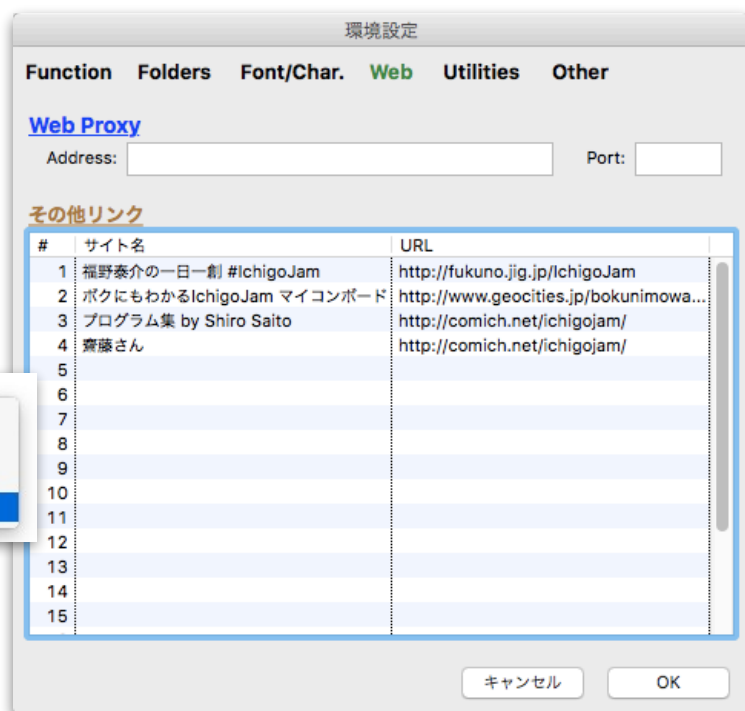 環境設定
Function Folders Font/Char. Web Utilities Other
Web Proxy
Address: Port:
その他リンク
# サイト名 URL
1 福野泰介の一日一創 #IchigoJam http://fukuno.jig.jp/IchigoJam
2 ボクにもわかるIchigoJam マイコンボード http://www.geocities.jp/bokunimowa...
3 プログラム集 by Shiro Saito http://comich.net/ichigojam/
4 齋藤さん http://comich.net/ichigojam/
5
6
7
8
9
10
11
12
13
14
15
キャンセル OK